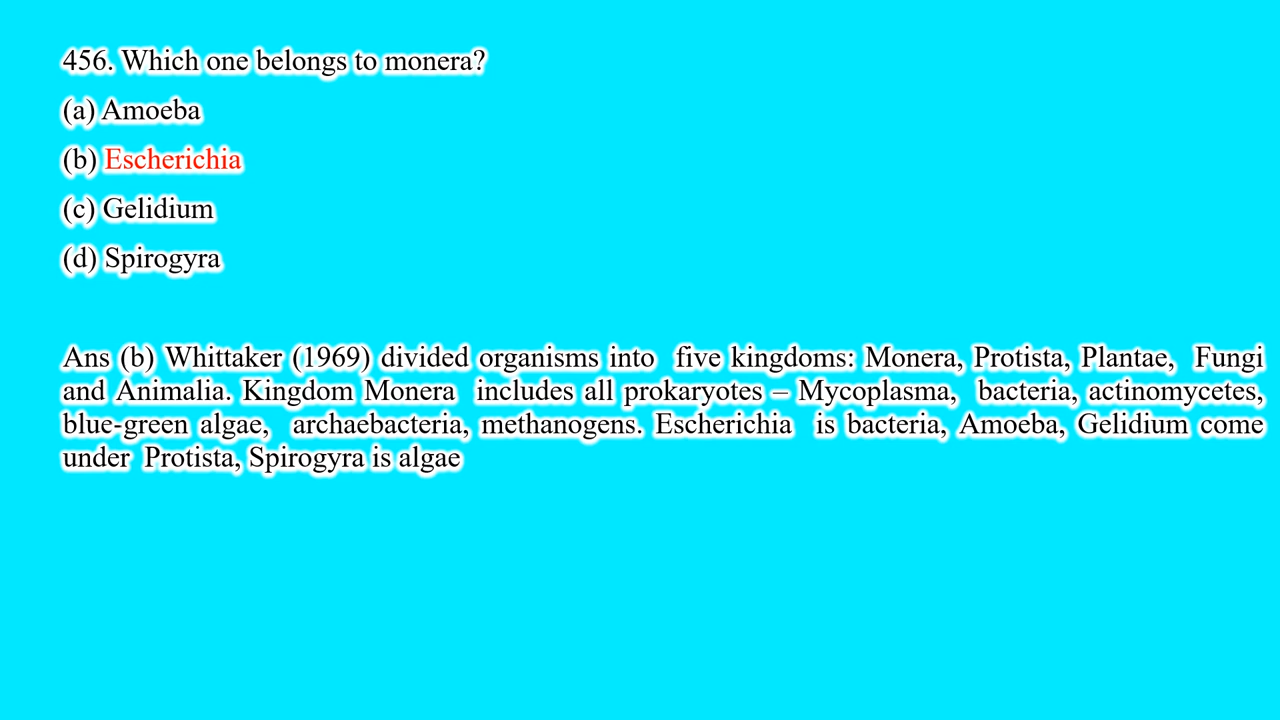 456. Which one belongs to monera?
(a) Amoeba
(b) Escherichia
(c) Gelidium
(d) Spirogyra
Ans (b) Whittaker (1969) divided organisms into five kingdoms: Monera, Protista, Plantae, Fungi
and Animalia. Kingdom Monera includes all prokaryotes – Mycoplasma, bacteria, actinomycetes,
blue-green algae, archaebacteria, methanogens. Escherichia is bacteria, Amoeba, Gelidium come
under Protista, Spirogyra is algae